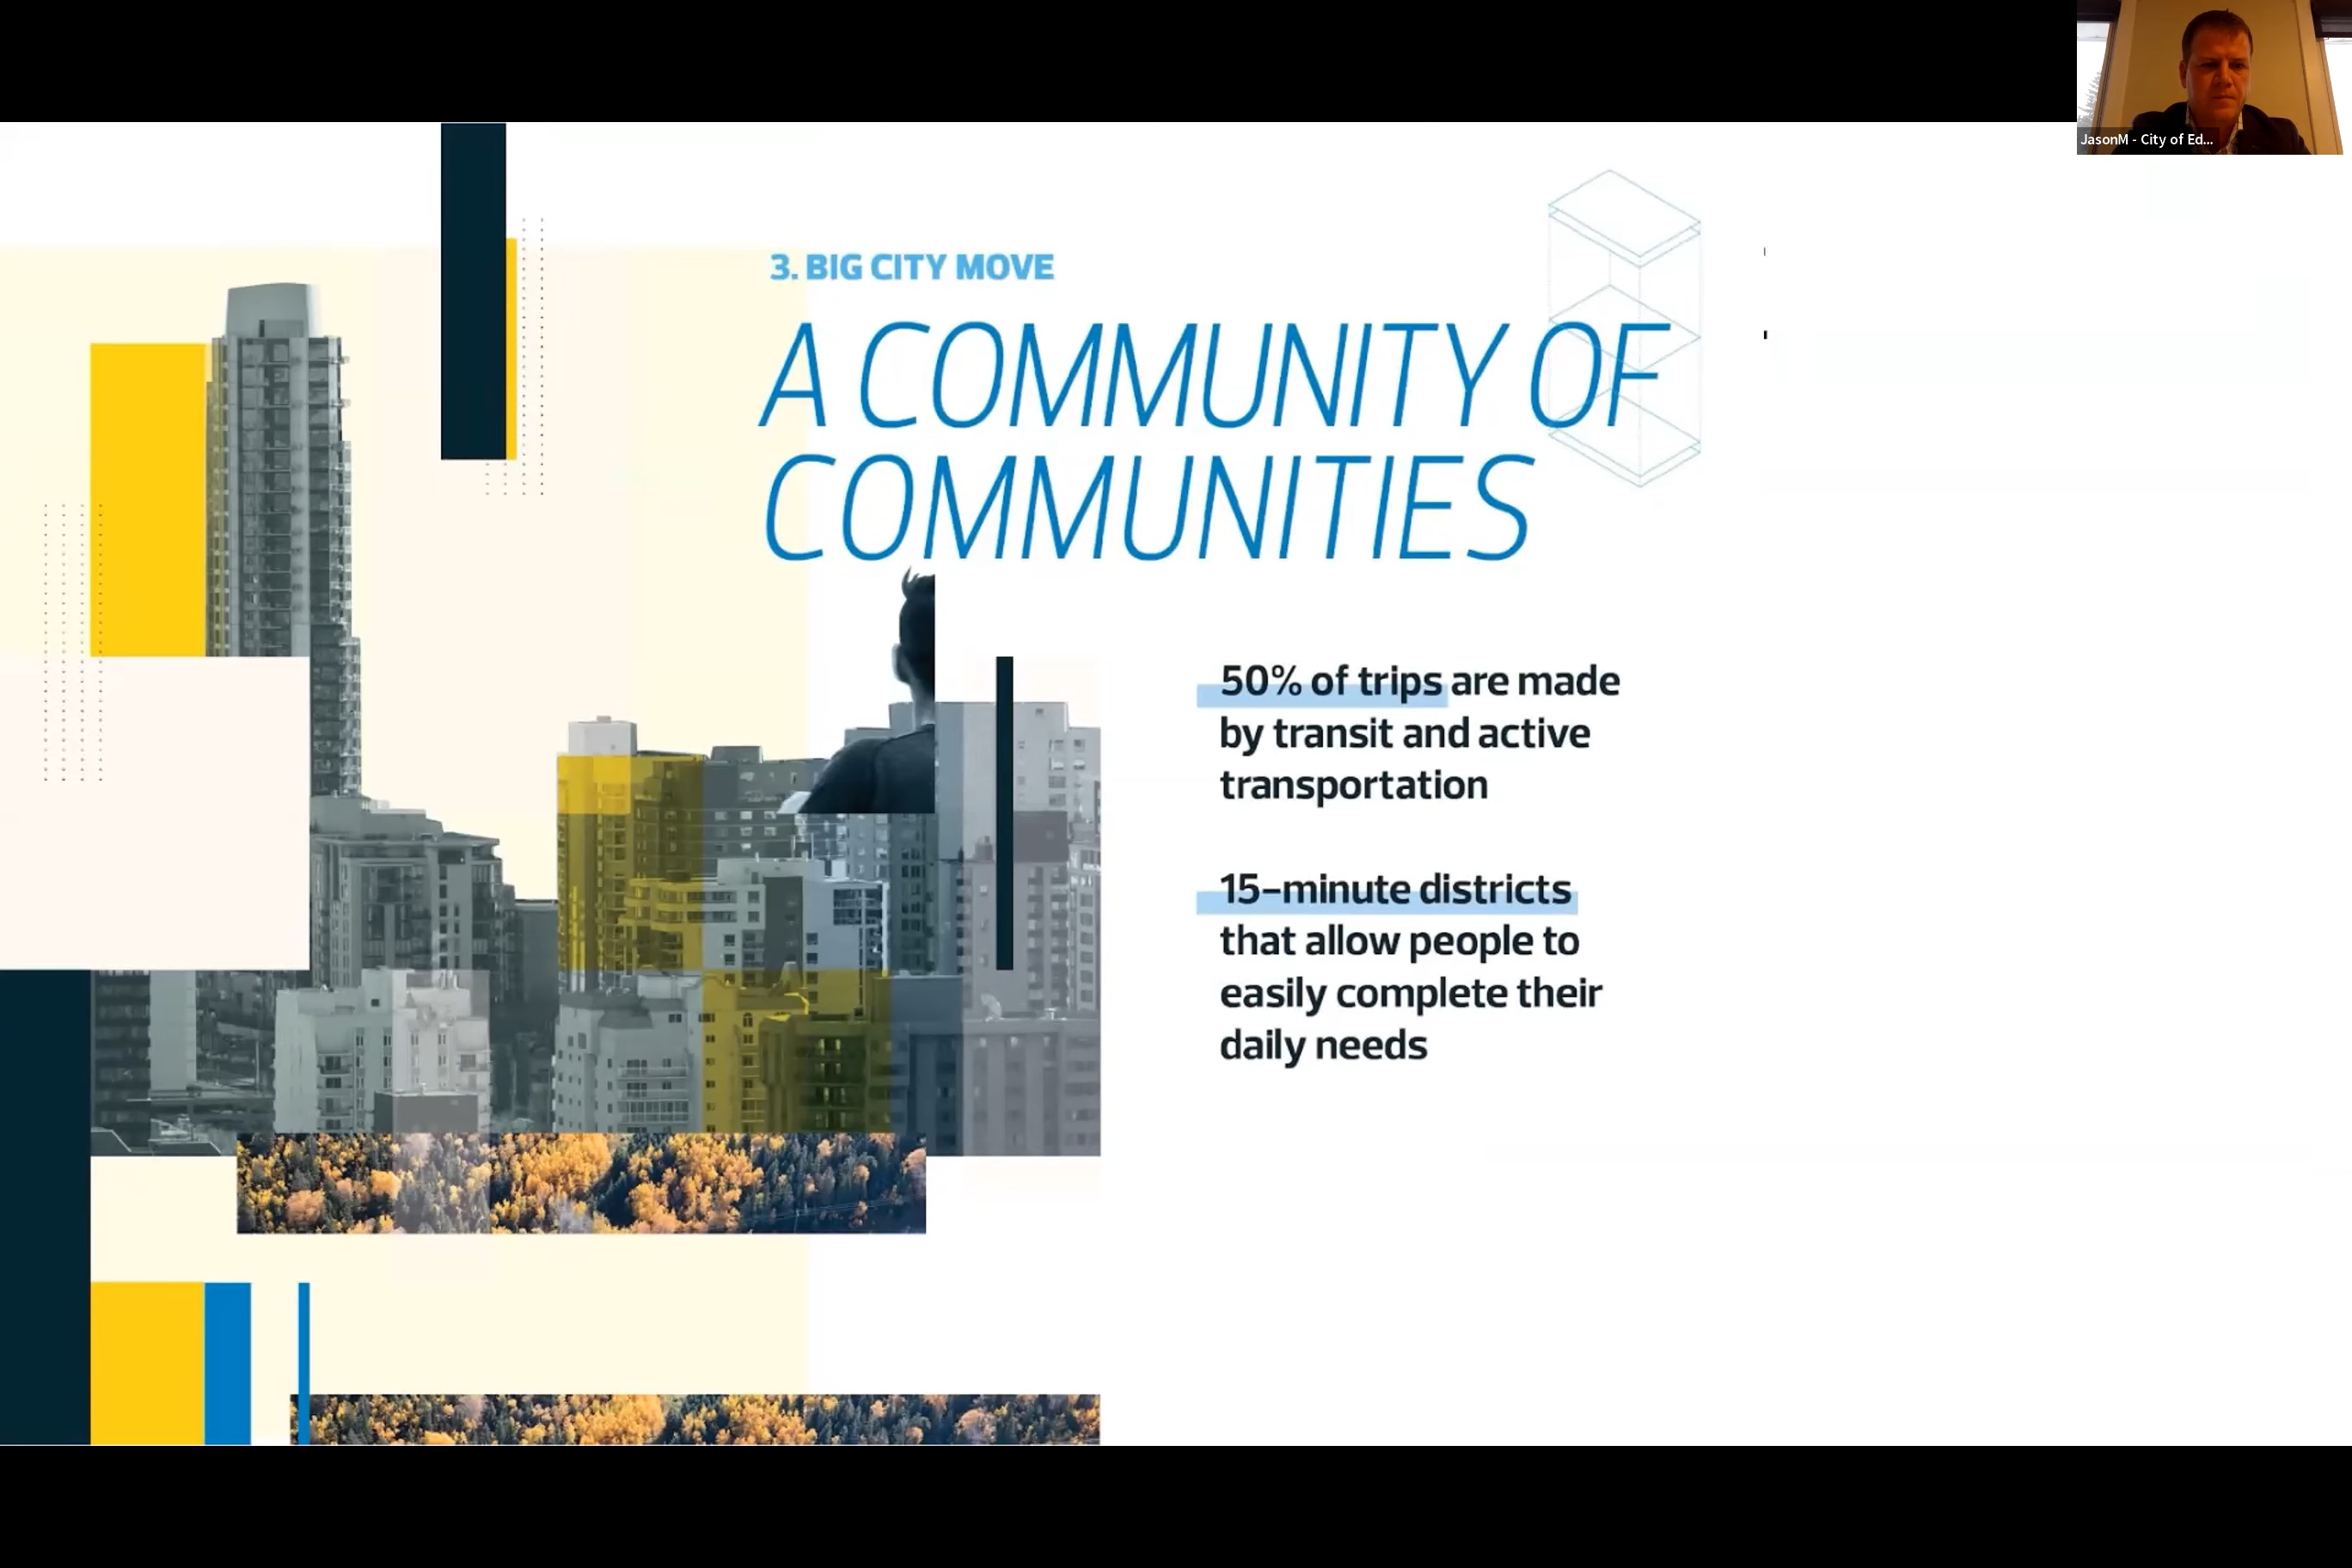 JasonM - City of Ed...
3. BIG CITY MOVE
A COMMUNITY OF
COMMUNITIES
50% of trips are made
by transit and active
transportation
15-minute districts
that allow people to
easily complete their
daily needs